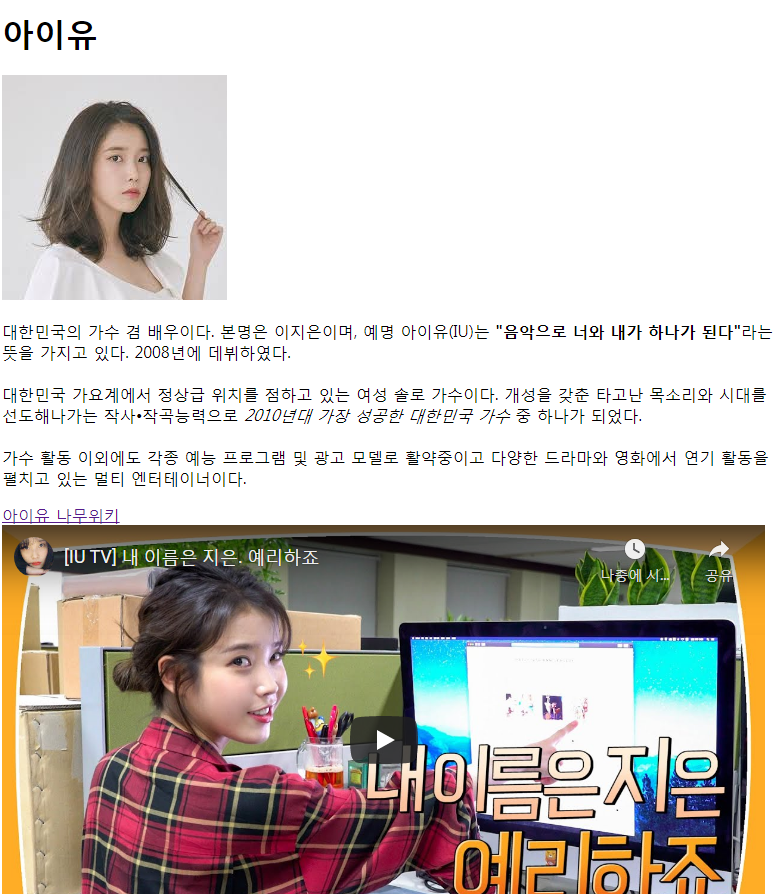 아이유
대한민국의 가수 겸 배우이다. 본명은 이지은이며, 예명 아이유(IU)는 "음악으로 너와 내가 하나가 된다"라는
뜻을 가지고 있다. 2008년에 데뷔하였다.
대한민국 가요계에서 정상급 위치를 점하고 있는 여성 솔로 가수이다. 개성을 갖춘 타고난 목소리와 시대를
선도해나가는 작사•작곡능력으로 2010년대 가장 성공한 대한민국 가수 중 하나가 되었다.
가수 활동 이외에도 각종 예능 프로그램 및 광고 모델로 활약중이고 다양한 드라마와 영화에서 연기 활동을
펼치고 있는 멀티 엔터테이너이다.
아이유 나무위키
[IU TV] 내 이름은 지은. 예리하죠
나중에 시...
공유
내 이름은 지은
예리하죠